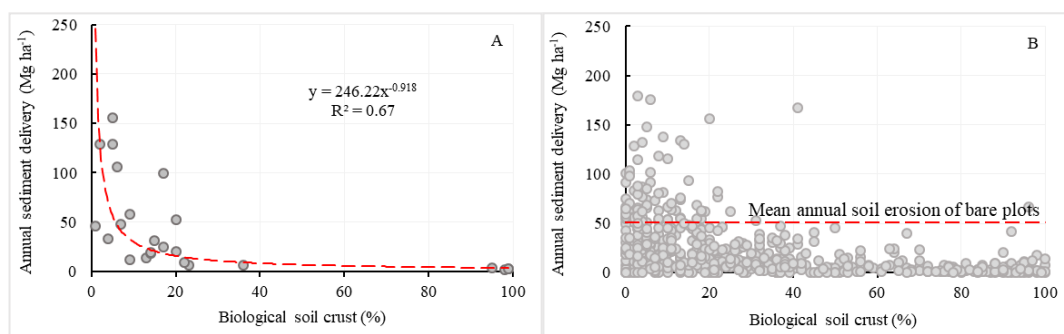 A
Annual sediment delivery (Mg ha⁻¹)
250
200
150
100
50
0
y = 246.22x⁻⁰·⁹¹⁸
R² = 0.67
0 20 40 60 80 100
Biological soil crust (%)
B
Annual sediment delivery (Mg ha⁻¹)
250
200
150
100
50
0
Mean annual soil erosion of bare plots
0 20 40 60 80 100
Biological soil crust (%)